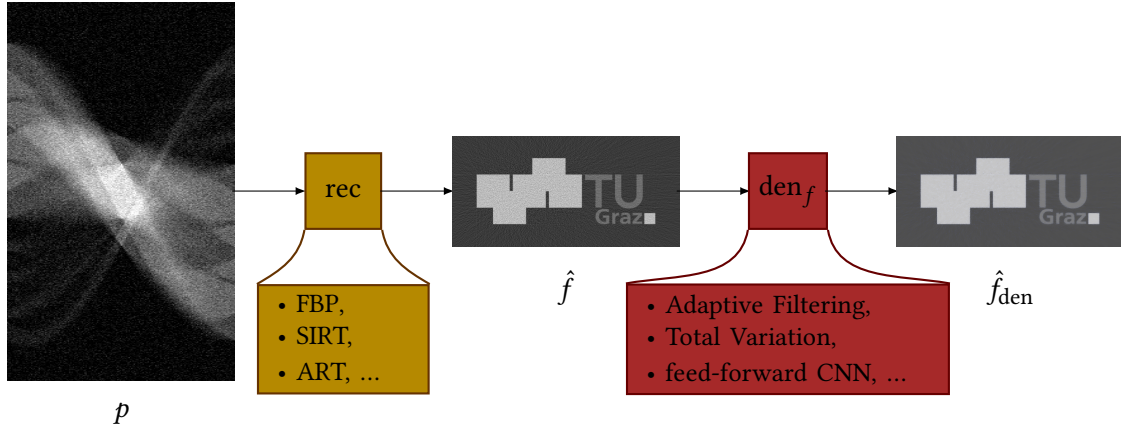 p
rec
• FBP,
• SIRT,
• ART, ...
TU
Graz
f̂
den_f
• Adaptive Filtering,
• Total Variation,
• feed-forward CNN, ...
TU
Graz
f̂_den